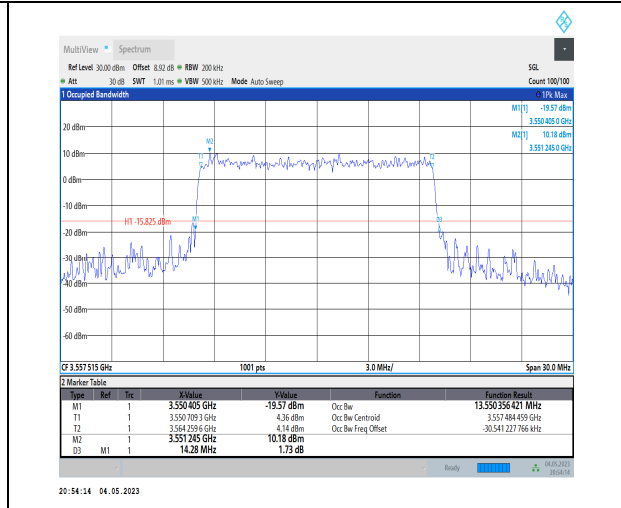 MultiView Spectrum
Ref Level 30.00 dBm Offset 8.92 dB RBW 200 kHz SGL
Att 30 dB SWT 1.01 ms VBW 500 kHz Mode Auto Sweep Count 100/100
1 Occupied Bandwidth 1Pk Max
M1[1] -19.57 dBm
3.550 405 0 GHz
M2[1] 10.18 dBm
3.551 245 0 GHz
20 dBm
M2
10 dBm
T1 T2
0 dBm
-10 dBm
H1 -15.825 dBm M1 D3
-20 dBm
-30 dBm
-40 dBm
-50 dBm
-60 dBm
CF 3.557 515 GHz 1001 pts 3.0 MHz/ Span 30.0 MHz
2 Marker Table
Type Ref Trc X-Value Y-Value Function Function Result
M1 1 3.550 405 GHz -19.57 dBm Occ Bw 13.550 356 421 MHz
T1 1 3.550 709 3 GHz 4.36 dBm Occ Bw Centroid 3.557 484 459 GHz
T2 1 3.564 259 6 GHz 4.14 dBm Occ Bw Freq Offset -30.541 227 766 kHz
M2 1 3.551 245 GHz 10.18 dBm
D3 M1 1 14.28 MHz 1.73 dB
Ready 04.05.2023
20:54:14
20:54:14 04.05.2023